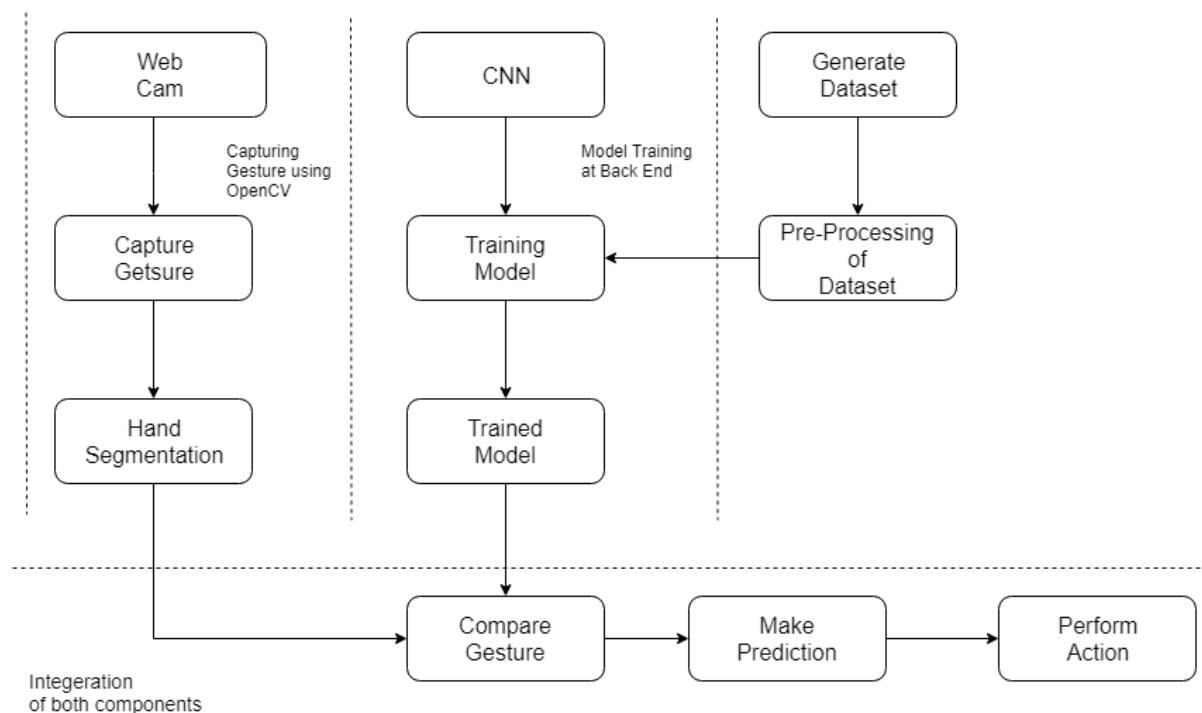 Web
Cam
CNN
Generate
Dataset
Capturing
Gesture using
OpenCV
Model Training
at Back End
Capture
Getsure
Training
Model
Pre-Processing
of
Dataset
Hand
Segmentation
Trained
Model
Compare
Gesture
Make
Prediction
Perform
Action
Integeration
of both components